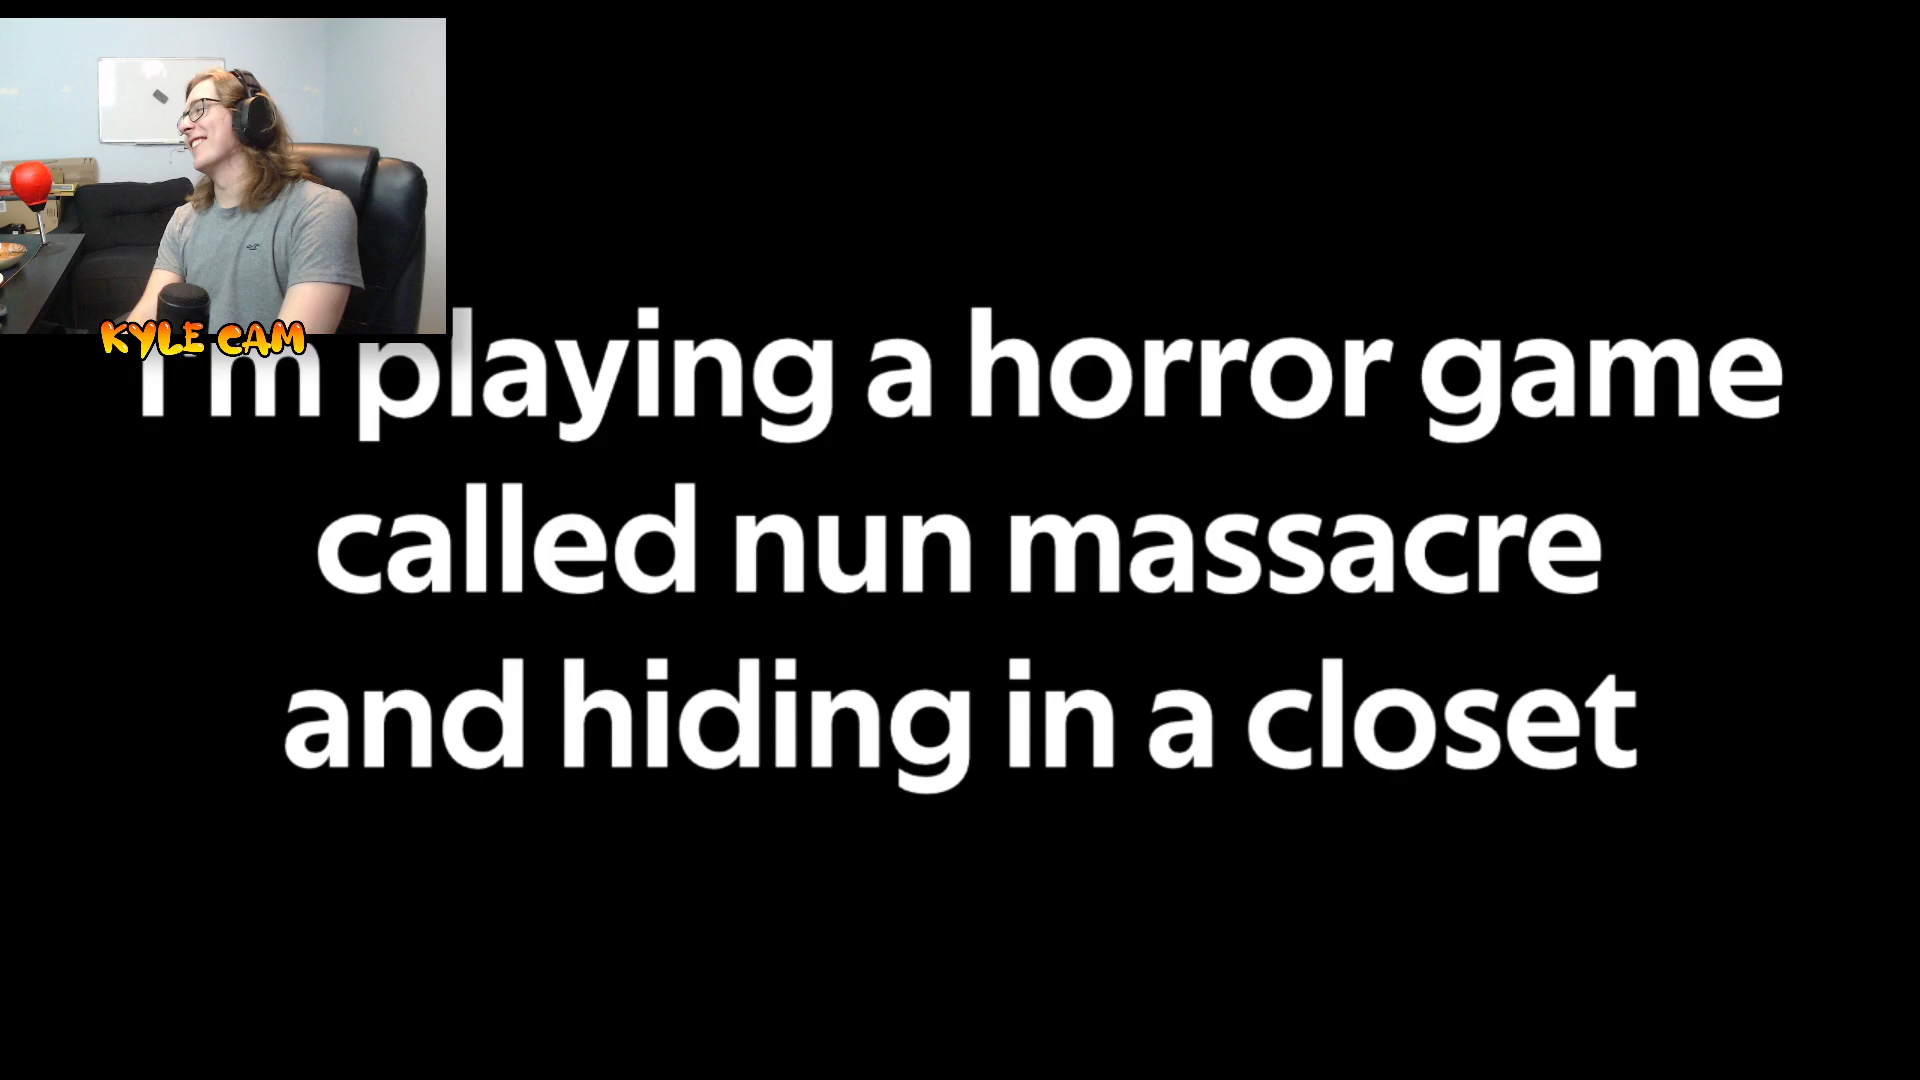 KYLE CAM
I'm playing a horror game
called nun massacre
and hiding in a closet